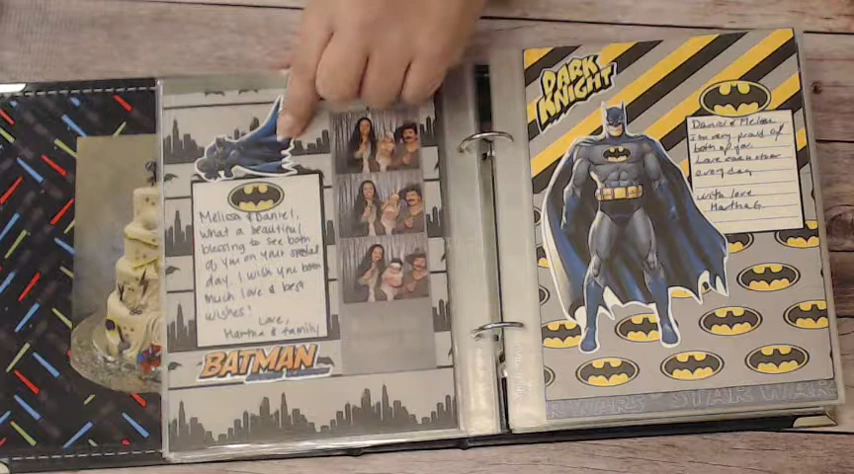 Melissa & Daniel,
what a beautiful
blessing to see both
of you on your special
day. I wish you both
much love & best
wishes!
Love,
Martha & family
BATMAN
DARK
KNIGHT
Daniel & Melissa
I'm very proud of
both of you
Love each other
everyday
with love
Martha G.
WARS STAR WAR